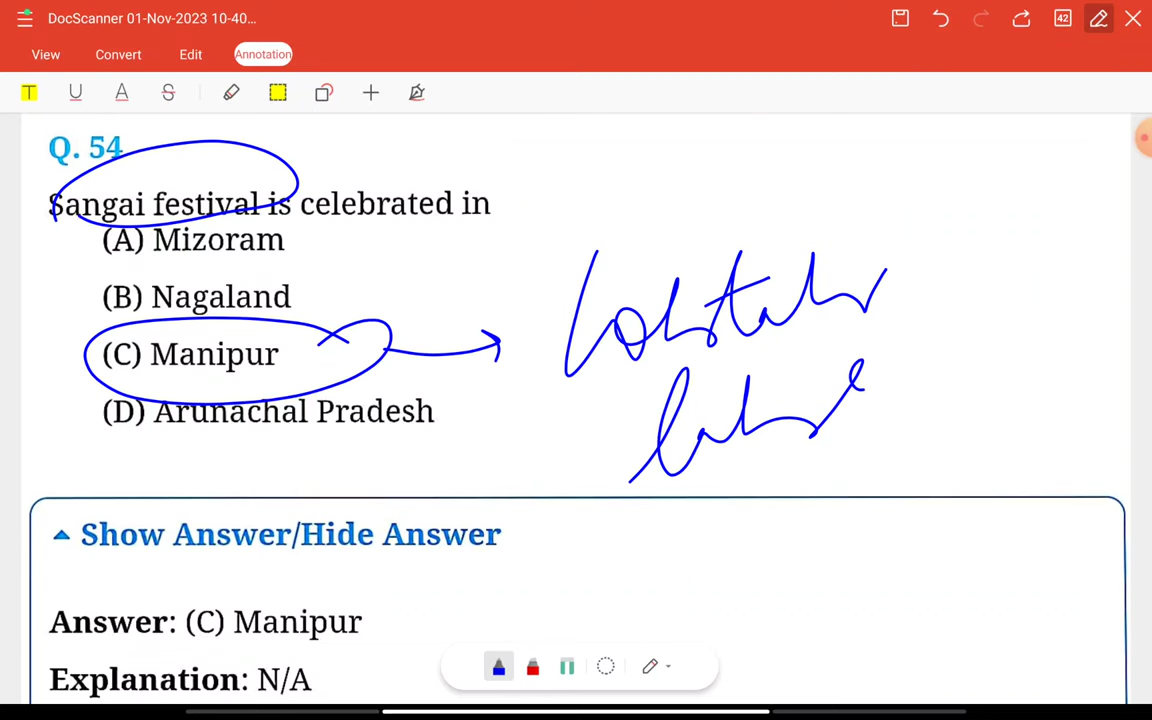 DocScanner 01-Nov-2023 10-40...
42
View Convert Edit Annotation
T U A S
Q. 54
Sangai festival is celebrated in
(A) Mizoram
(B) Nagaland
(C) Manipur
(D) Arunachal Pradesh
Show Answer/Hide Answer
Answer: (C) Manipur
Explanation: N/A